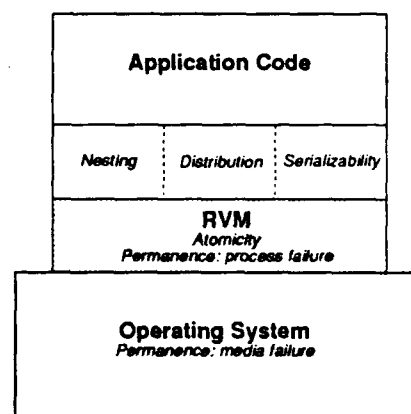 Application Code
Nesting Distribution Serializability
RVM
Atomicity
Permanence: process failure
Operating System
Permanence: media failure